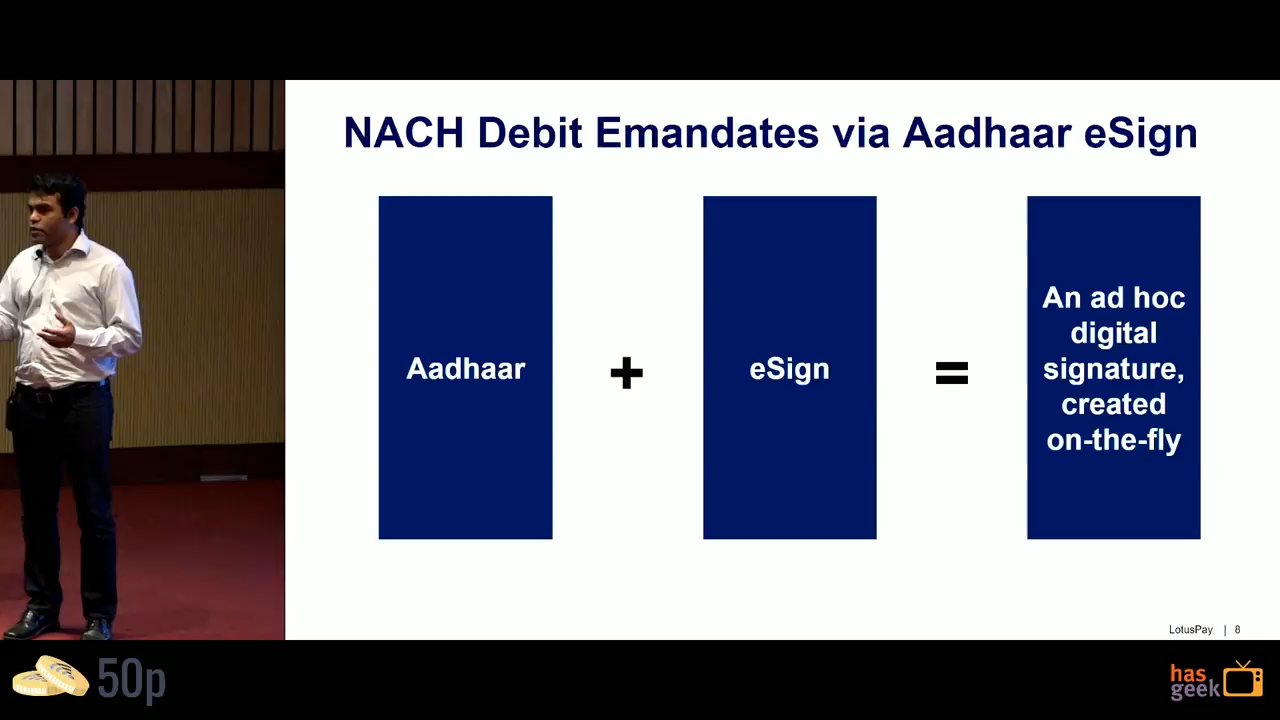 NACH Debit Emandates via Aadhaar eSign
Aadhaar
+
eSign
=
An ad hoc
digital
signature,
created
on-the-fly
LotusPay | 8
50p
has
geek